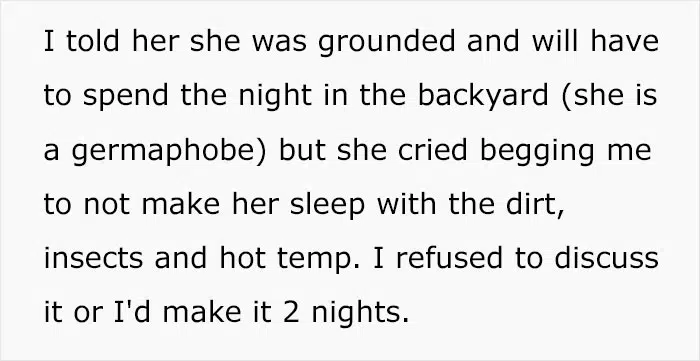 I told her she was grounded and will have
to spend the night in the backyard (she is
a germaphobe) but she cried begging me
to not make her sleep with the dirt,
insects and hot temp. I refused to discuss
it or I'd make it 2 nights.